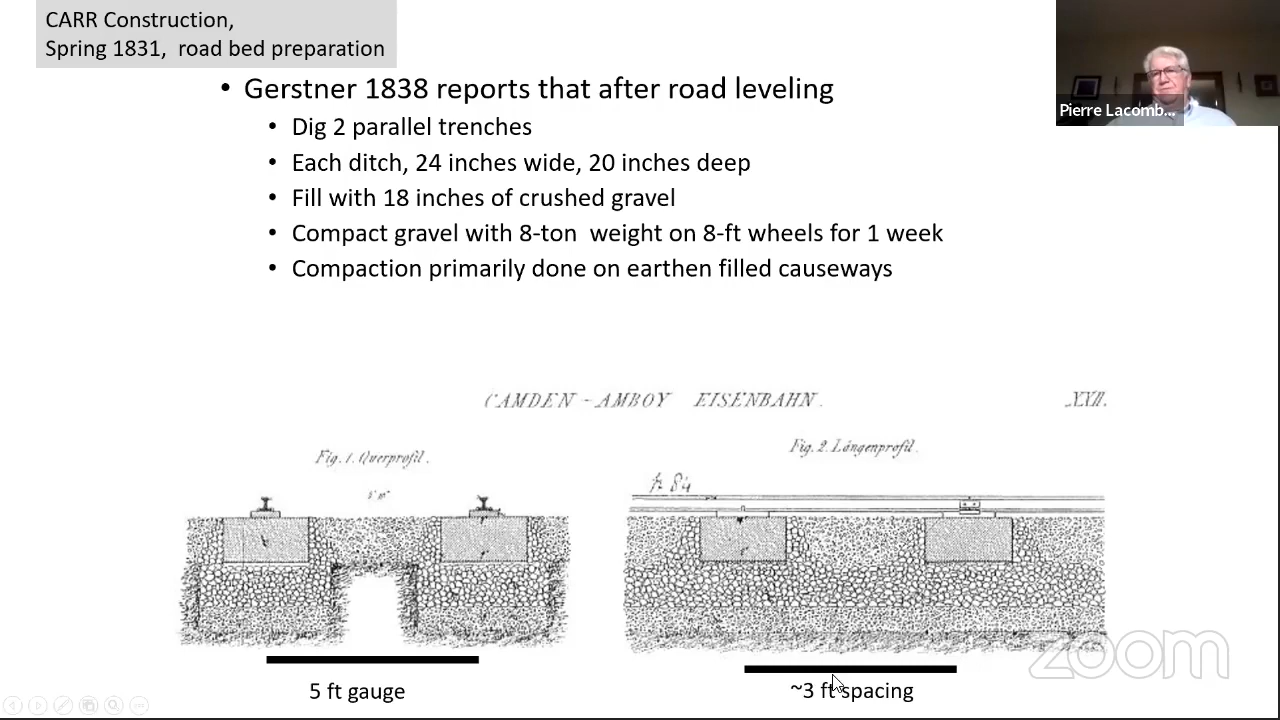 CARR Construction,
Spring 1831, road bed preparation
Pierre Lacomb...
• Gerstner 1838 reports that after road leveling
• Dig 2 parallel trenches
• Each ditch, 24 inches wide, 20 inches deep
• Fill with 18 inches of crushed gravel
• Compact gravel with 8-ton weight on 8-ft wheels for 1 week
• Compaction primarily done on earthen filled causeways
CAMDEN - AMBOY EISENBAHN. XXII.
Fig. 1. Querprofil.
Fig. 2. Längenprofil.
p. 84
zoom
5 ft gauge
~3 ft spacing